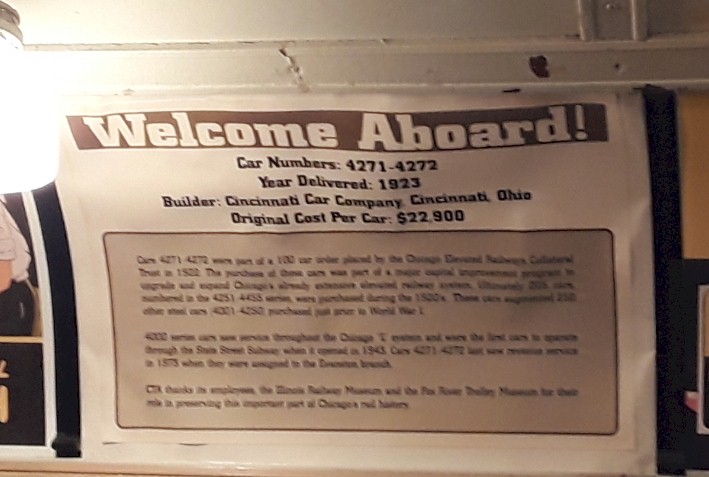 Welcome Aboard!
Car Numbers: 4271-4272
Year Delivered: 1923
Builder: Cincinnati Car Company, Cincinnati, Ohio
Original Cost Per Car: $22,900
Cars 4271-4272 were part of a 100 car order placed by the Chicago Elevated Railways Collateral
Trust in 1922. The purchase of these cars was part of a major capital improvement program to
upgrade and expand Chicago's already extensive elevated railway system. Ultimately 205 cars,
numbered in the 4251-4455 series, were purchased during the 1920's. These cars augmented 250
other steel cars (4001-4250) purchased just prior to World War I.
4000 series cars saw service throughout the Chicago 'L' system and were the first cars to operate
through the State Street Subway when it opened in 1943. Cars 4271-4272 last saw revenue service
in 1973 when they were assigned to the Evanston branch.
CTA thanks its employees, the Illinois Railway Museum and the Fox River Trolley Museum for their
role in preserving this important part of Chicago's rail history.